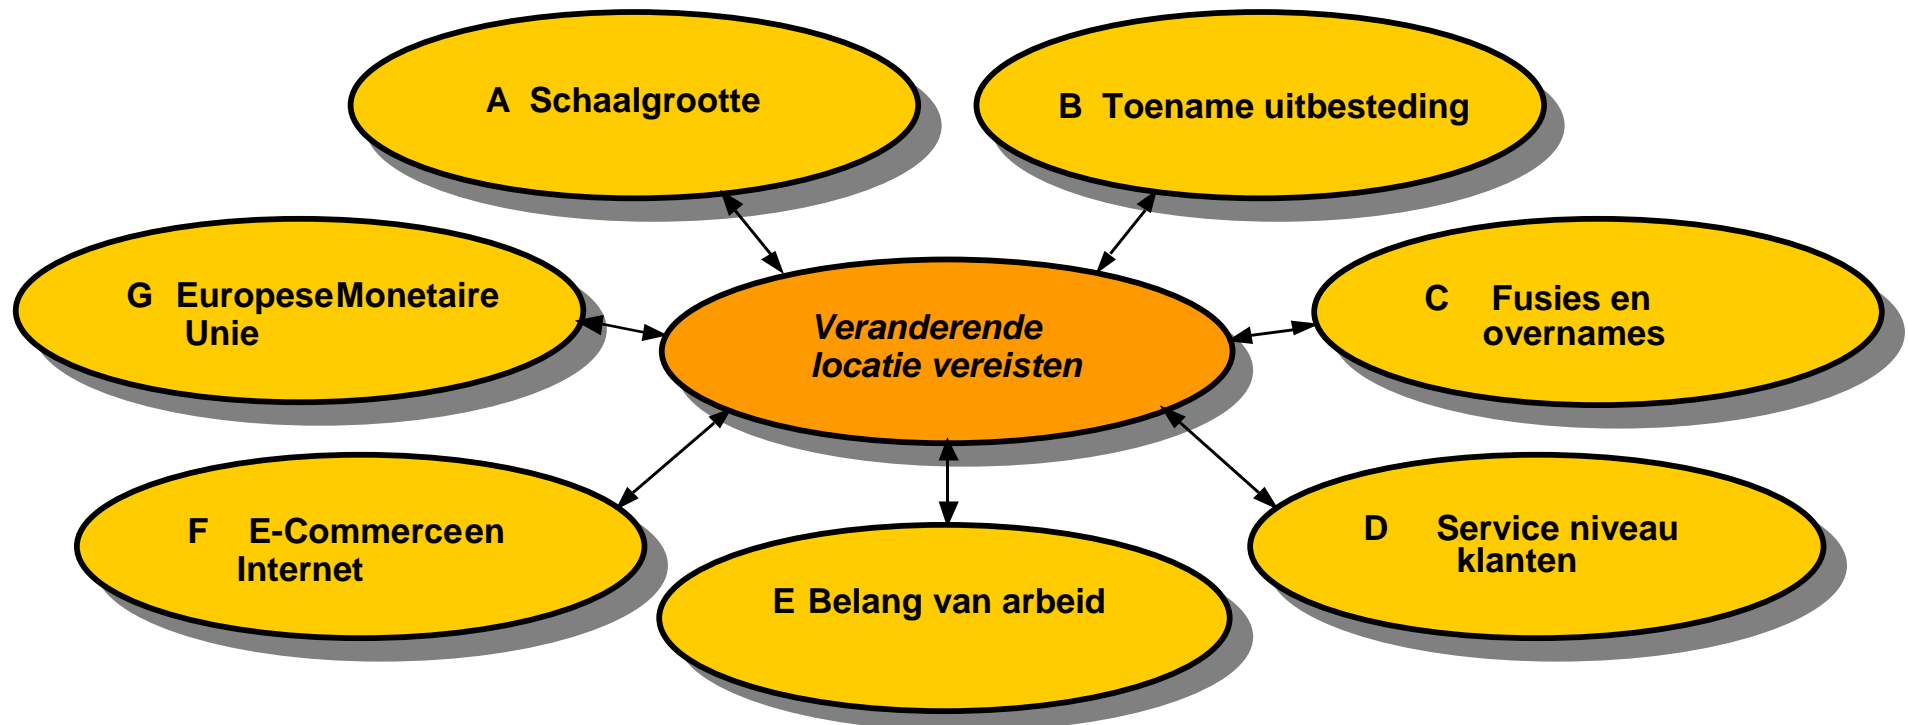 A Schaalgrootte
B Toename uitbesteding
C Fusies en
overnames
D Service niveau
klanten
E Belang van arbeid
F E-Commerceen
Internet
G EuropeseMonetaire
Unie
Veranderende
locatie vereisten